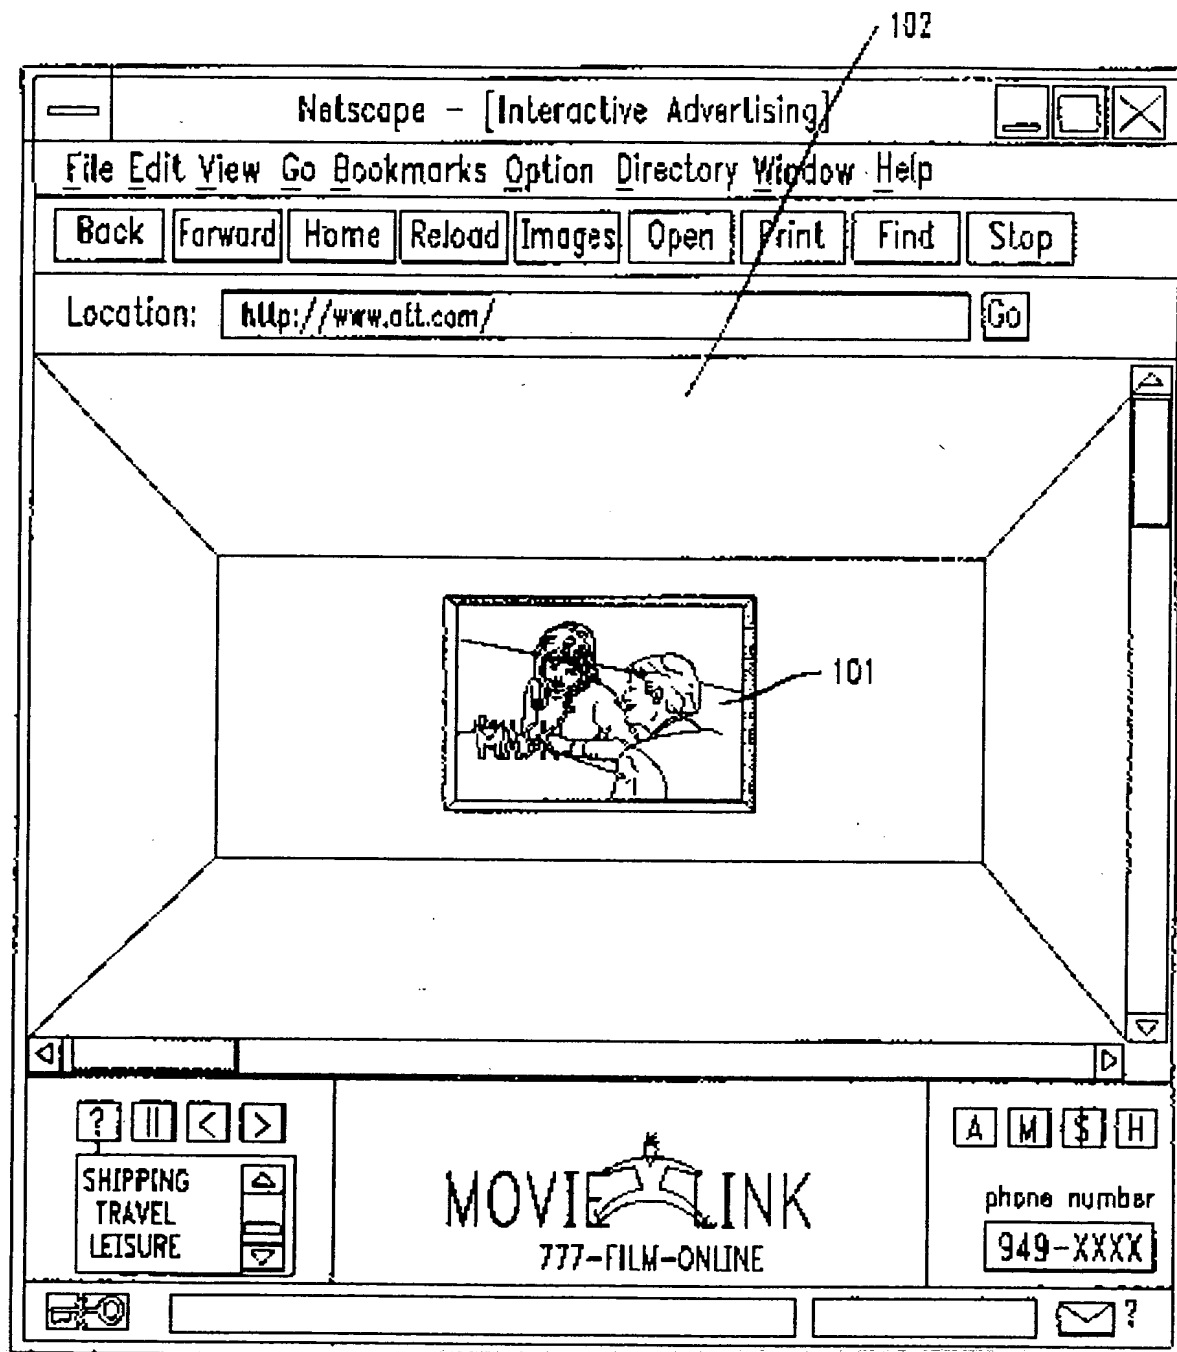 102
Netscape - [Interactive Advertising]
File Edit View Go Bookmarks Option Directory Window Help
Back Forward Home Reload Images Open Print Find Stop
Location: http://www.att.com/ Go
101
? || < > A M $ H
SHIPPING
TRAVEL
LEISURE
MOVIE LINK
777-FILM-ONLINE
phone number
949-XXXX
?